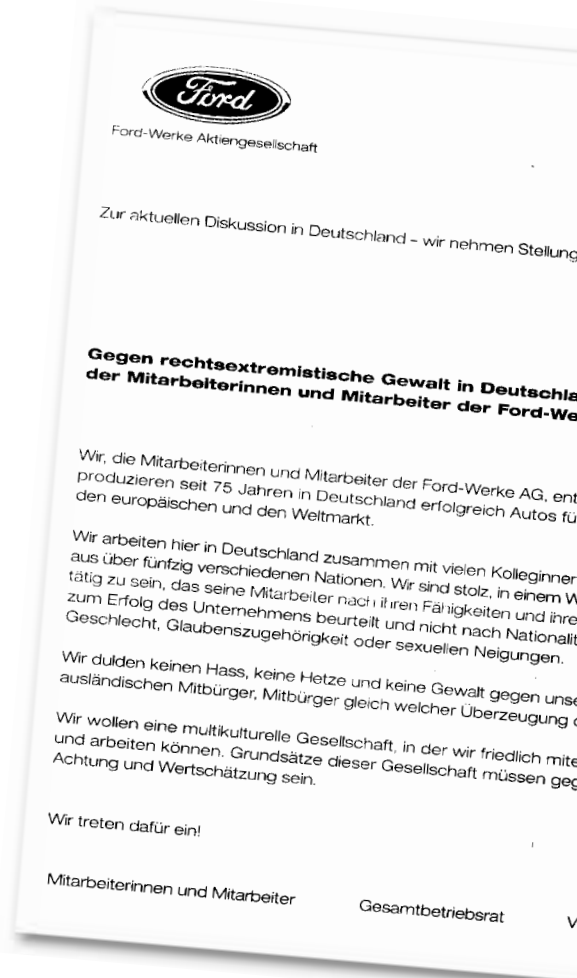 Ford
Ford-Werke Aktiengesellschaft
Zur aktuellen Diskussion in Deutschland – wir nehmen Stellung
Gegen rechtsextremistische Gewalt in Deutschla
der Mitarbeiterinnen und Mitarbeiter der Ford-We
Wir, die Mitarbeiterinnen und Mitarbeiter der Ford-Werke AG, ent
produzieren seit 75 Jahren in Deutschland erfolgreich Autos fü
den europäischen und den Weltmarkt.
Wir arbeiten hier in Deutschland zusammen mit vielen Kolleginner
aus über fünfzig verschiedenen Nationen. Wir sind stolz, in einem W
tätig zu sein, das seine Mitarbeiter nach ihren Fähigkeiten und ihre
zum Erfolg des Unternehmens beurteilt und nicht nach Nationalit
Geschlecht, Glaubenszugehörigkeit oder sexuellen Neigungen.
Wir dulden keinen Hass, keine Hetze und keine Gewalt gegen unse
ausländischen Mitbürger, Mitbürger gleich welcher Überzeugung
Wir wollen eine multikulturelle Gesellschaft, in der wir friedlich mite
und arbeiten können. Grundsätze dieser Gesellschaft müssen geg
Achtung und Wertschätzung sein.
Wir treten dafür ein!
Mitarbeiterinnen und Mitarbeiter Gesamtbetriebsrat V